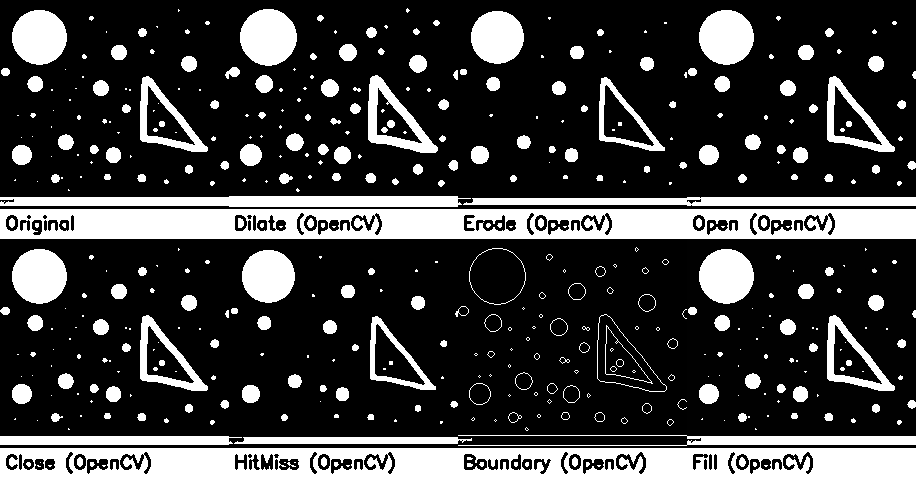 Original
Dilate (OpenCV)
Erode (OpenCV)
Open (OpenCV)
Close (OpenCV)
HitMiss (OpenCV)
Boundary (OpenCV)
Fill (OpenCV)